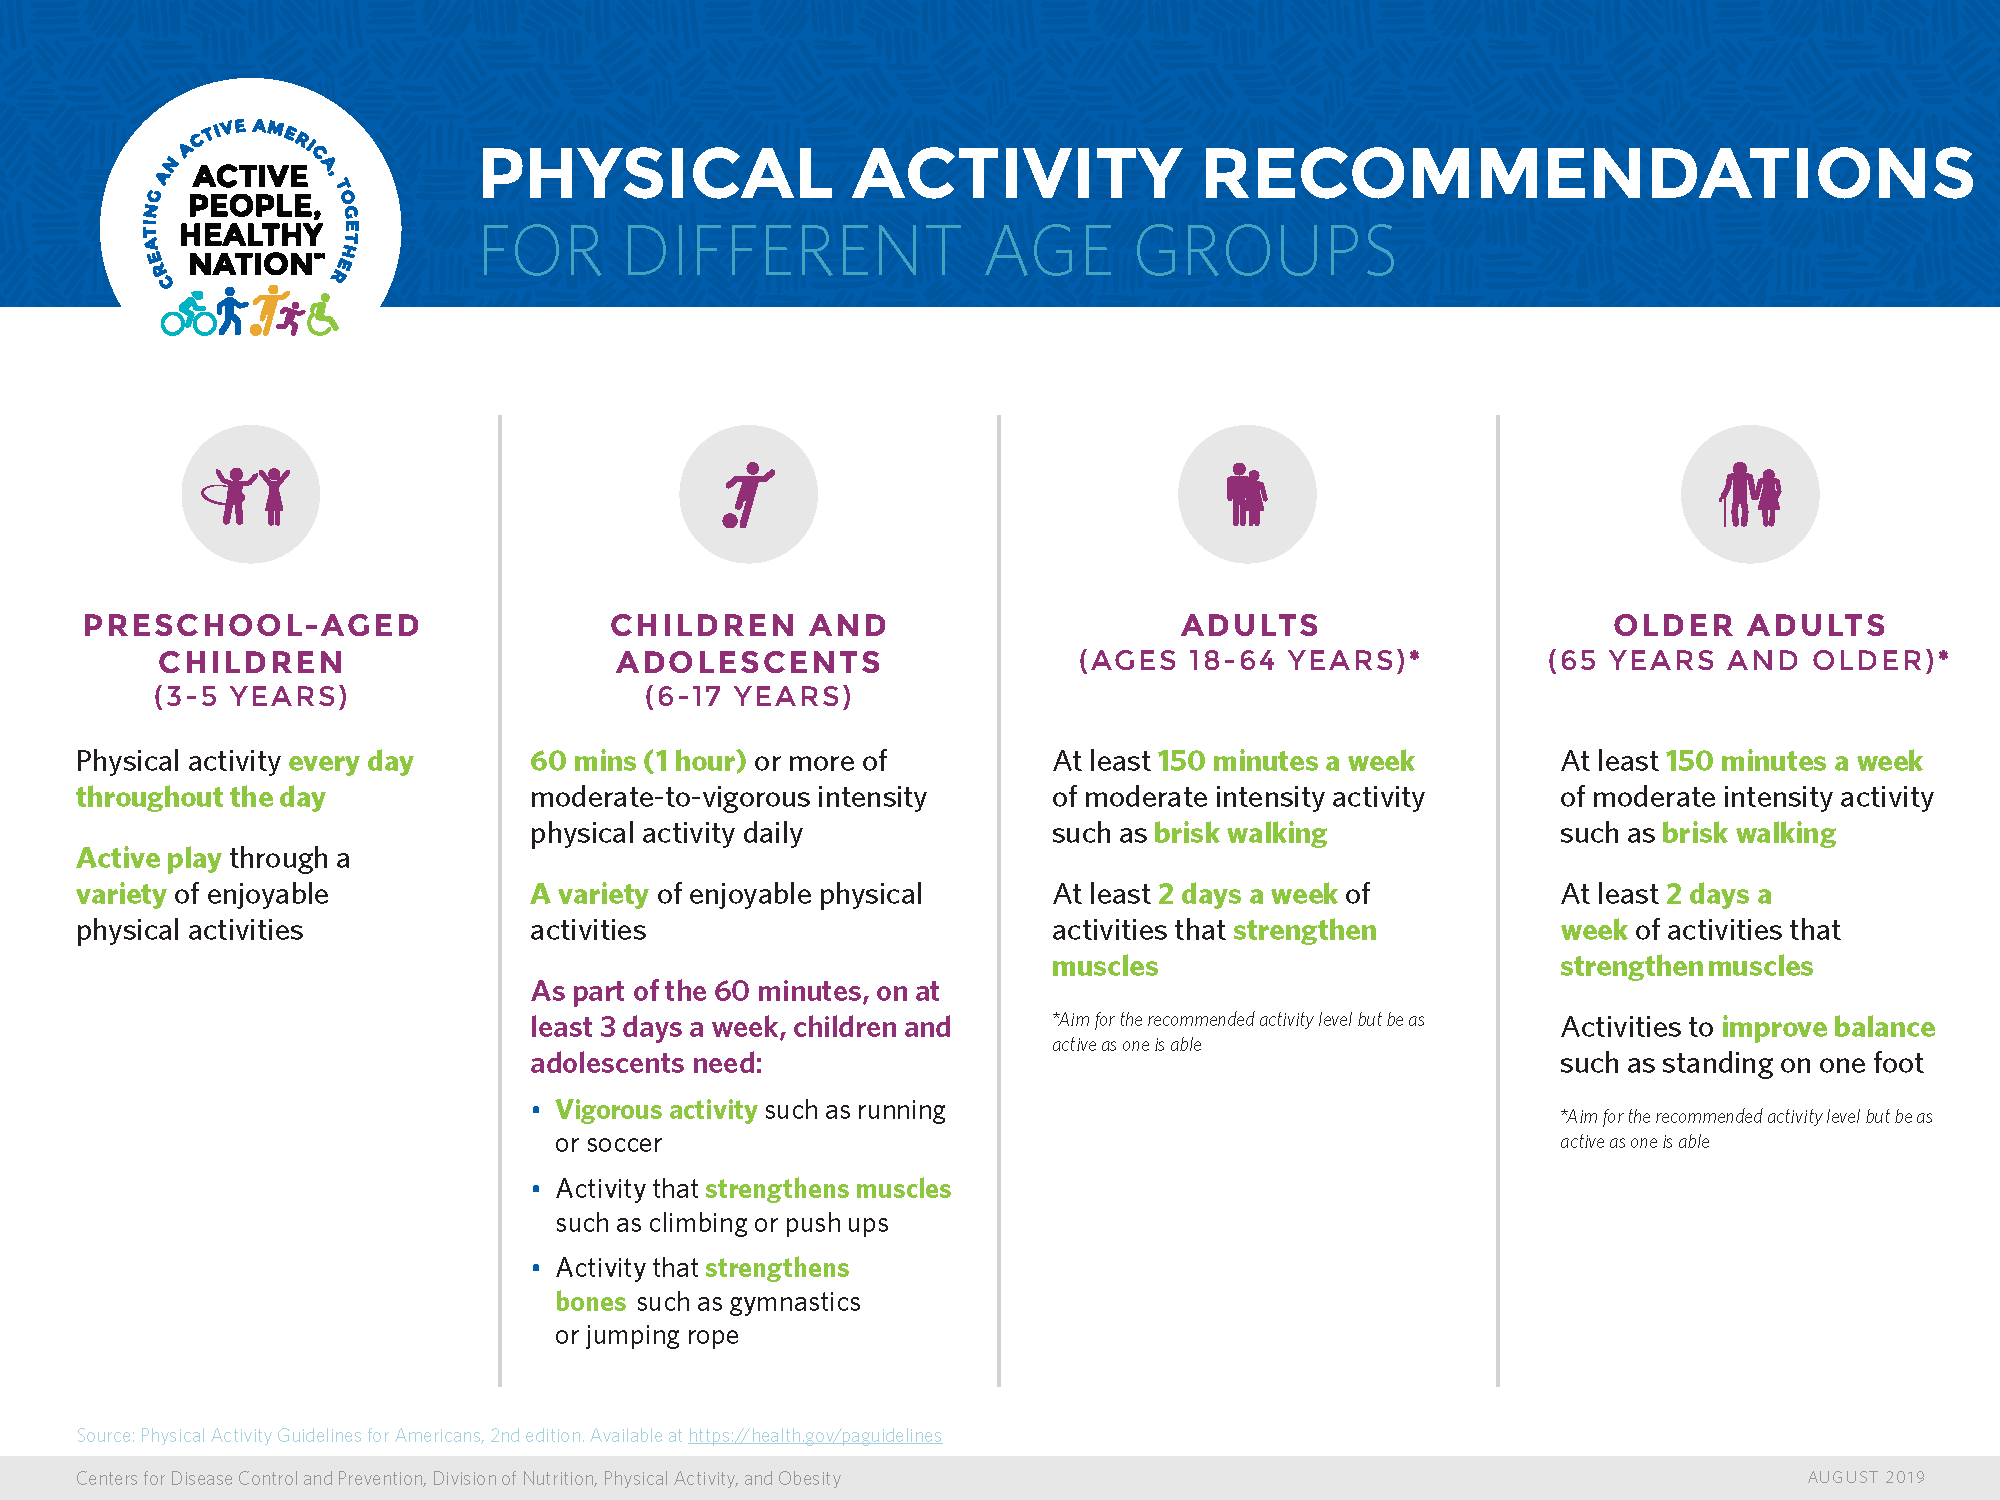 CREATING AN ACTIVE AMERICA, TOGETHER
ACTIVE
PEOPLE,
HEALTHY
NATION℠
PHYSICAL ACTIVITY RECOMMENDATIONS
FOR DIFFERENT AGE GROUPS
PRESCHOOL-AGED
CHILDREN
(3-5 YEARS)
Physical activity every day
throughout the day
Active play through a
variety of enjoyable
physical activities
CHILDREN AND
ADOLESCENTS
(6-17 YEARS)
60 mins (1 hour) or more of
moderate-to-vigorous intensity
physical activity daily
A variety of enjoyable physical
activities
As part of the 60 minutes, on at
least 3 days a week, children and
adolescents need:
• Vigorous activity such as running
or soccer
• Activity that strengthens muscles
such as climbing or push ups
• Activity that strengthens
bones such as gymnastics
or jumping rope
ADULTS
(AGES 18-64 YEARS)*
At least 150 minutes a week
of moderate intensity activity
such as brisk walking
At least 2 days a week of
activities that strengthen
muscles
*Aim for the recommended activity level but be as
active as one is able
OLDER ADULTS
(65 YEARS AND OLDER)*
At least 150 minutes a week
of moderate intensity activity
such as brisk walking
At least 2 days a
week of activities that
strengthen muscles
Activities to improve balance
such as standing on one foot
*Aim for the recommended activity level but be as
active as one is able
Source: Physical Activity Guidelines for Americans, 2nd edition. Available at https://health.gov/paguidelines
Centers for Disease Control and Prevention, Division of Nutrition, Physical Activity, and Obesity
AUGUST 2019